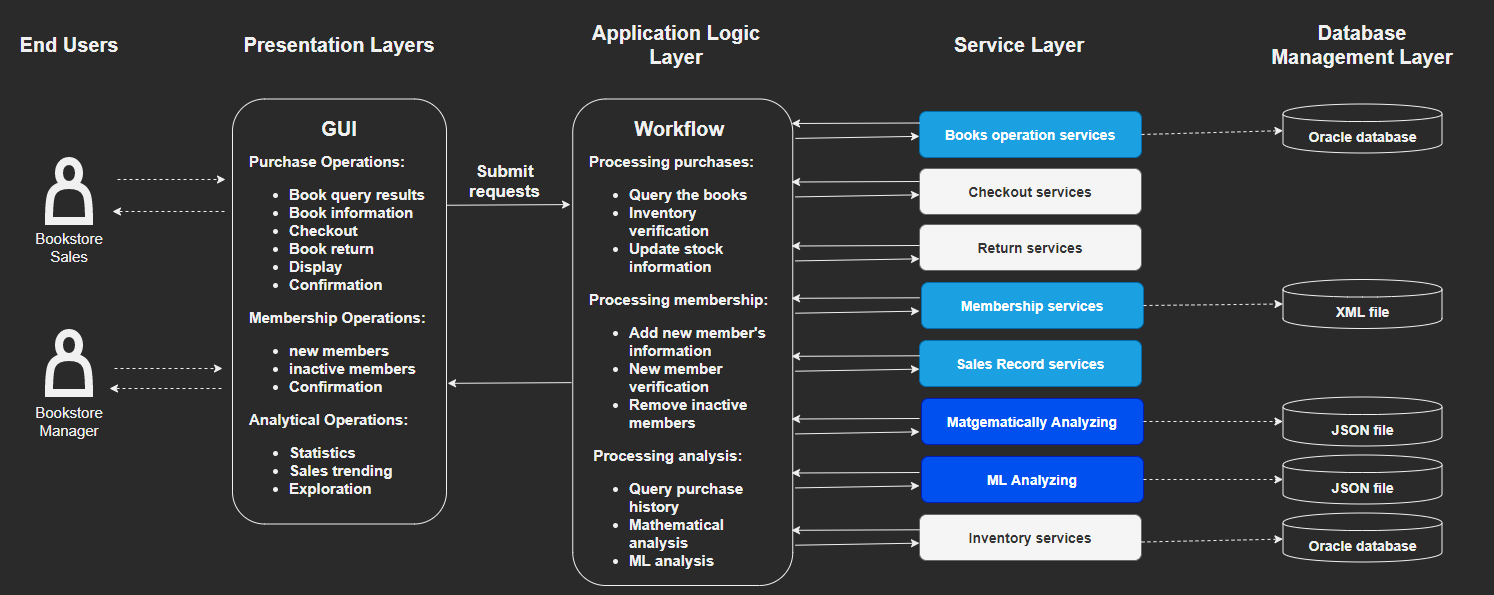 End Users
Presentation Layers
Application Logic
Layer
Service Layer
Database
Management Layer
Bookstore
Sales
Bookstore
Manager
GUI
Purchase Operations:
Book query results
Book information
Checkout
Book return
Display
Confirmation
Membership Operations:
new members
inactive members
Confirmation
Analytical Operations:
Statistics
Sales trending
Exploration
Submit
requests
Workflow
Processing purchases:
Query the books
Inventory
verification
Update stock
information
Processing membership:
Add new member's
information
New member
verification
Remove inactive
members
Processing analysis:
Query purchase
history
Mathematical
analysis
ML analysis
Books operation services
Checkout services
Return services
Membership services
Sales Record services
Matgematically Analyzing
ML Analyzing
Inventory services
Oracle database
XML file
JSON file
JSON file
Oracle database